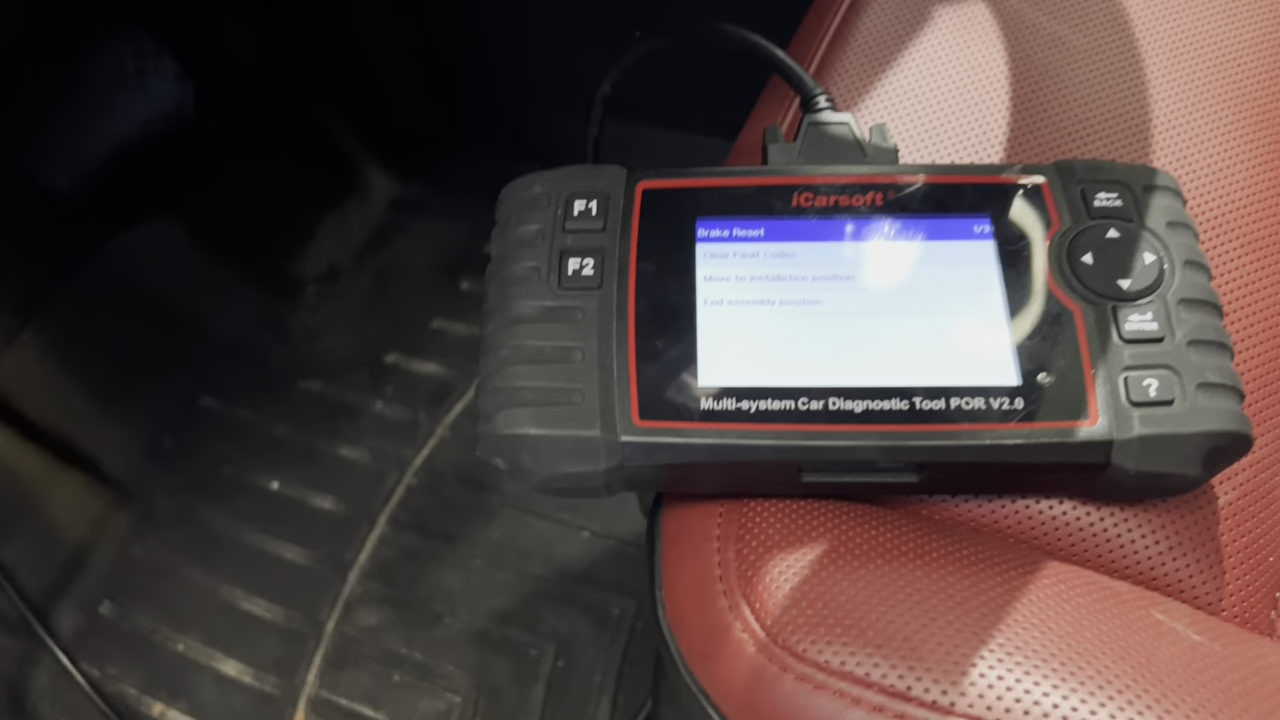 F1
F2
iCarsoft
BACK
Brake Reset 1/3
Clear Fault Codes
Move to installation position
End assembly position
ENTER
?
Multi-system Car Diagnostic Tool POR V2.0